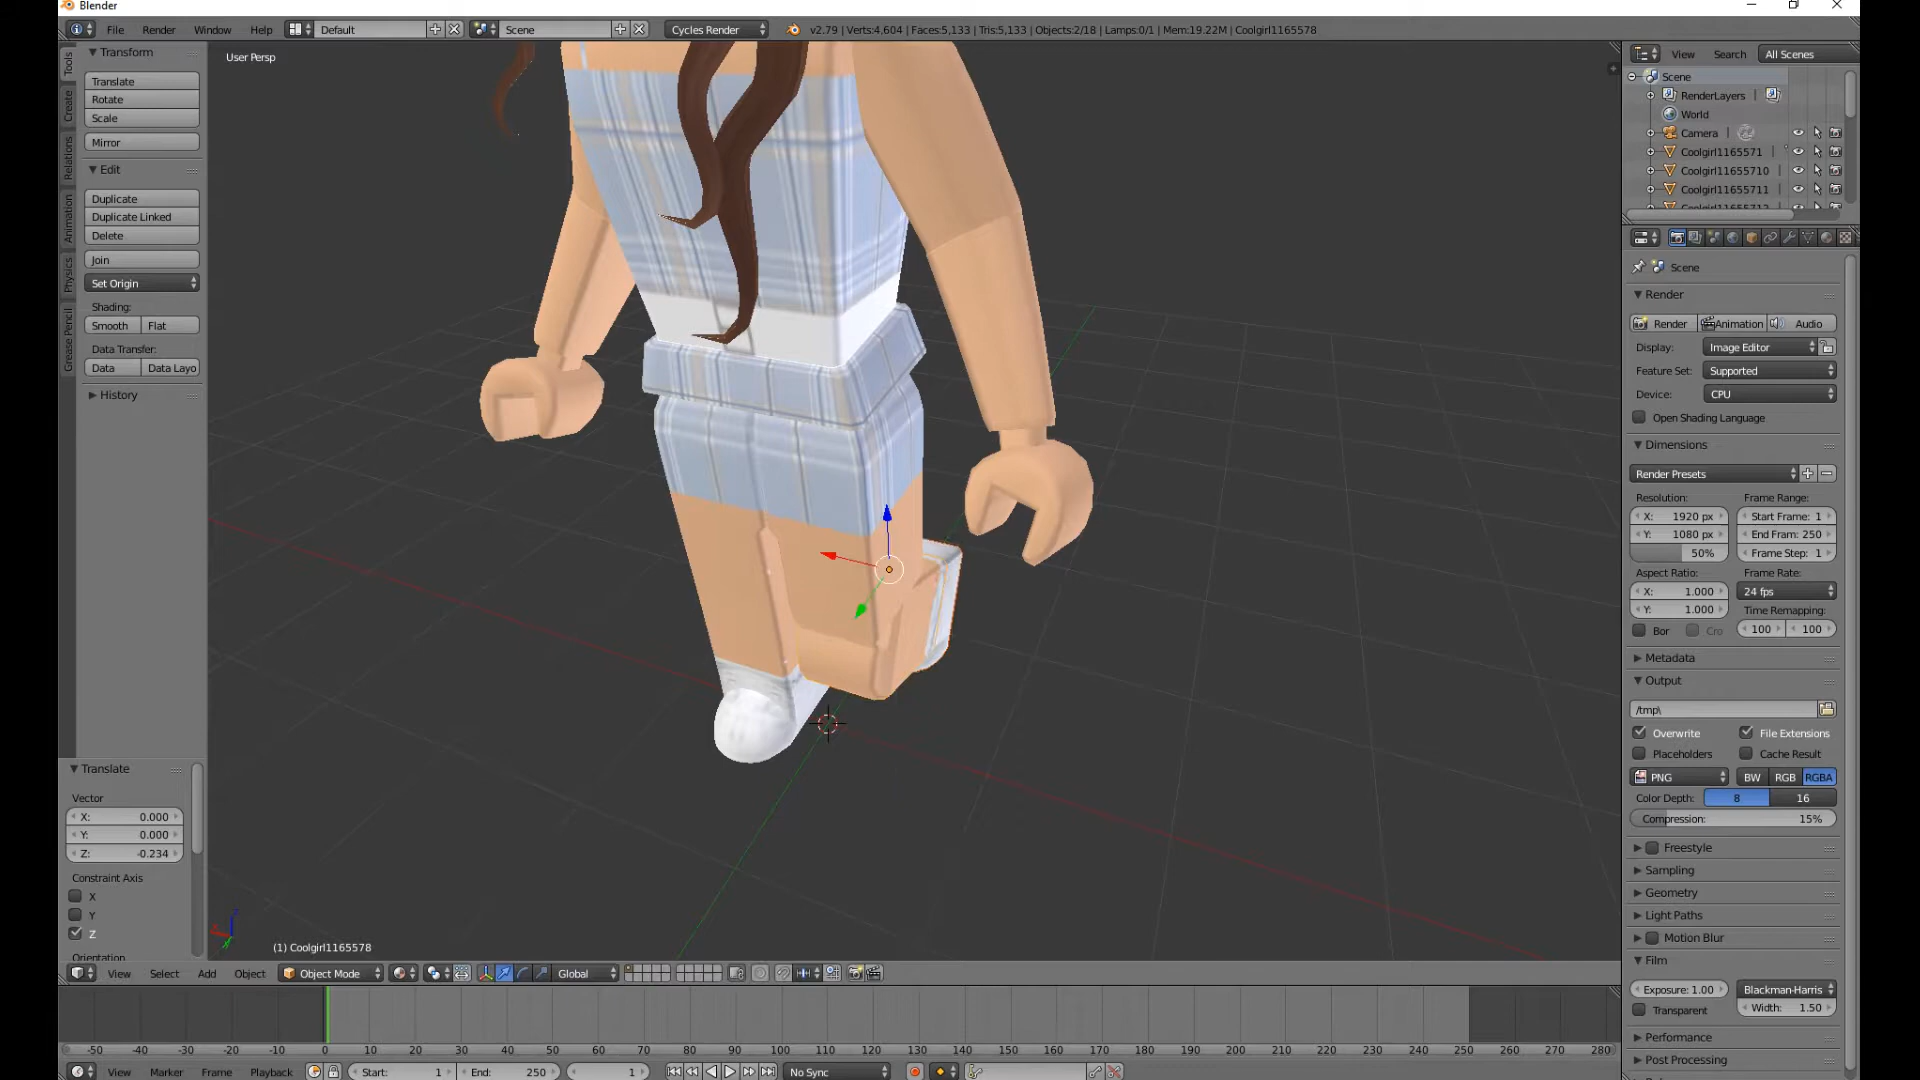 Blender
File Render Window Help Default Scene Cycles Render v2.79 | Verts:4,604 | Faces:5,133 | Tris:5,133 | Objects:2/18 | Lamps:0/1 | Mem:19.22M | Coolgirl1165578
Tools
Create
Relations
Animation
Physics
Grease Pencil
Transform
Translate
Rotate
Scale
Mirror
Edit
Duplicate
Duplicate Linked
Delete
Join
Set Origin
Shading:
Smooth Flat
Data Transfer:
Data Data Layo
History
Translate
Vector
X: 0.000
Y: 0.000
Z: -0.234
Constraint Axis
X
Y
Z
Orientation
User Persp
(1) Coolgirl1165578
View Select Add Object Object Mode Global
-50 -40 -30 -20 -10 0 10 20 30 40 50 60 70 80 90 100 110 120 130 140 150 160 170 180 190 200 210 220 230 240 250 260 270 280
View Marker Frame Playback Start: 1 End: 250 1 No Sync
View Search All Scenes
Scene
RenderLayers |
World
Camera |
Coolgirl1165571 |
Coolgirl11655710
Coolgirl11655711
Scene
Render
Render Animation Audio
Display: Image Editor
Feature Set: Supported
Device: CPU
Open Shading Language
Dimensions
Render Presets
Resolution: Frame Range:
X: 1920 px Start Frame: 1
Y: 1080 px End Fram: 250
50% Frame Step: 1
Aspect Ratio: Frame Rate:
X: 1.000 24 fps
Y: 1.000 Time Remapping:
Bor Cro 100 100
Metadata
Output
/tmp\
Overwrite File Extensions
Placeholders Cache Result
PNG BW RGB RGBA
Color Depth: 8 16
Compression: 15%
Freestyle
Sampling
Geometry
Light Paths
Motion Blur
Film
Exposure: 1.00 Blackman-Harris
Transparent Width: 1.50
Performance
Post Processing